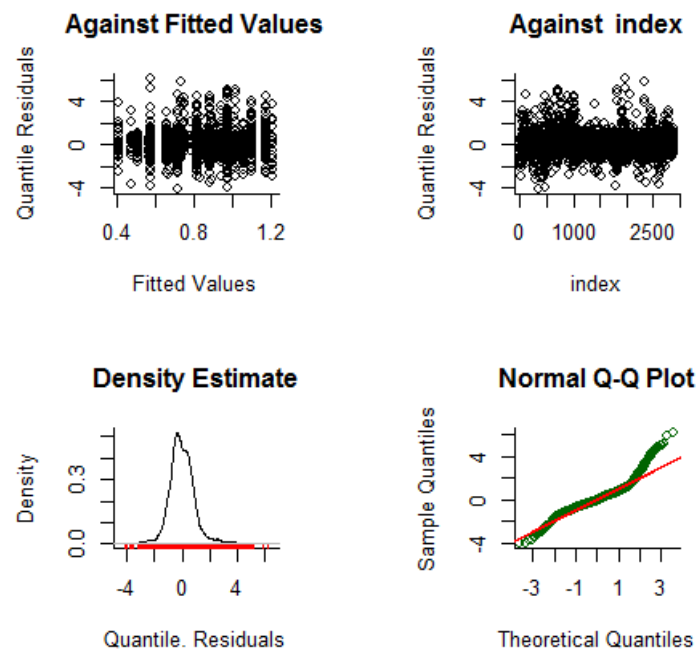 Against Fitted Values
Quantile Residuals
4
0
-4
0.4
0.8
1.2
Fitted Values
Against index
Quantile Residuals
4
0
-4
0
1000
2500
index
Density Estimate
Density
0.3
0.0
-4
0
4
Quantile. Residuals
Normal Q-Q Plot
Sample Quantiles
4
0
-4
-3
-1
1
3
Theoretical Quantiles